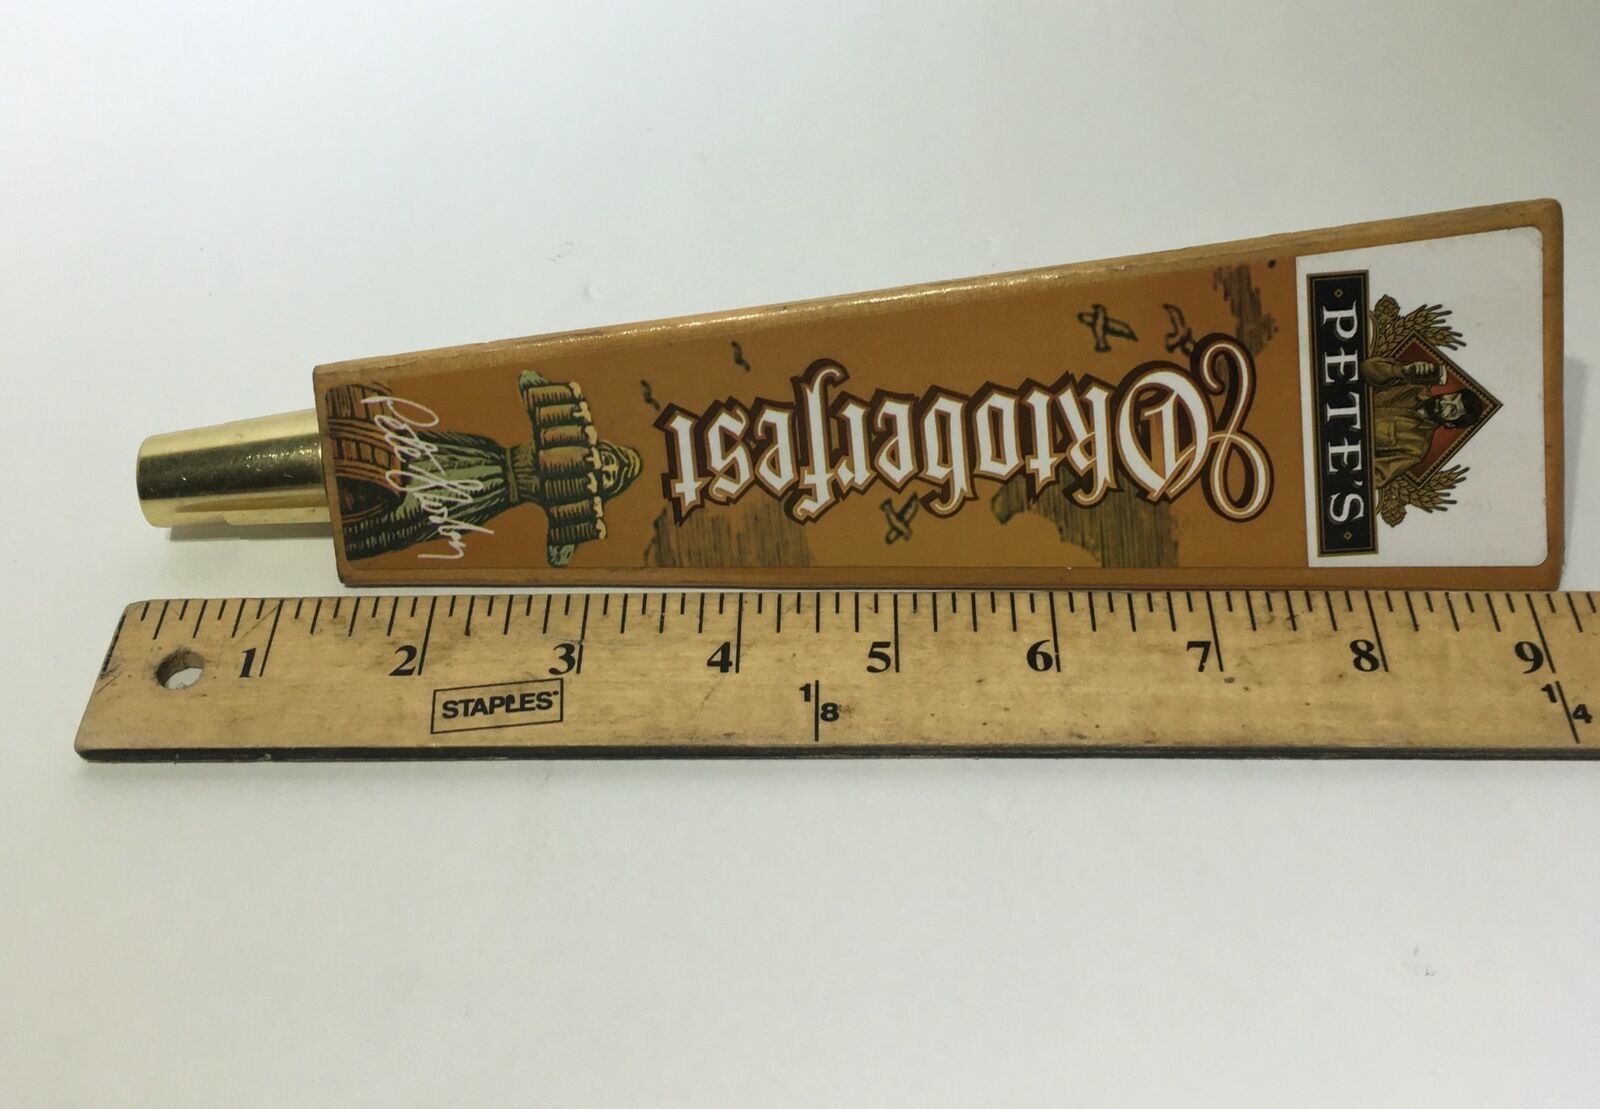 PETE'S
Oktoberfest
1 2 3 4 5 6 7 8 9
STAPLES
1 8
1 4